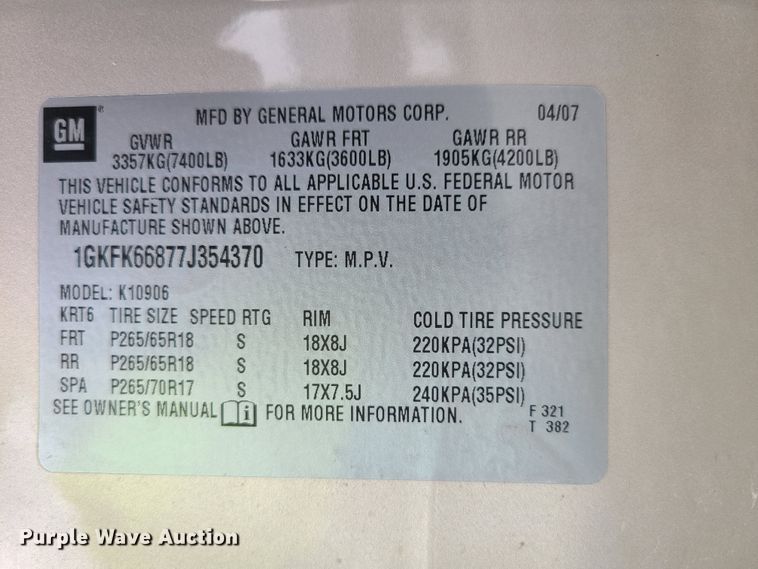 GM ®
MFD BY GENERAL MOTORS CORP. 04/07
GVWR GAWR FRT GAWR RR
3357KG(7400LB) 1633KG(3600LB) 1905KG(4200LB)
THIS VEHICLE CONFORMS TO ALL APPLICABLE U.S. FEDERAL MOTOR
VEHICLE SAFETY STANDARDS IN EFFECT ON THE DATE OF
MANUFACTURE SHOWN ABOVE.
1GKFK66877J354370 TYPE: M.P.V.
MODEL: K10906
KRT6 TIRE SIZE SPEED RTG RIM COLD TIRE PRESSURE
FRT P265/65R18 S 18X8J 220KPA(32PSI)
RR P265/65R18 S 18X8J 220KPA(32PSI)
SPA P265/70R17 S 17X7.5J 240KPA(35PSI)
SEE OWNER'S MANUAL i FOR MORE INFORMATION.
F 321
T 382
Purple Wave Auction